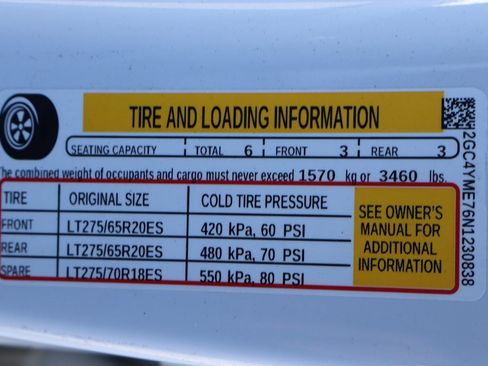 TIRE AND LOADING INFORMATION
SEATING CAPACITY TOTAL 6 FRONT 3 REAR 3
The combined weight of occupants and cargo must never exceed 1570 kg or 3460 lbs.
TIRE ORIGINAL SIZE COLD TIRE PRESSURE
FRONT LT275/65R20ES 420 kPa, 60 PSI
REAR LT275/65R20ES 480 kPa, 70 PSI
SPARE LT275/70R18ES 550 kPa, 80 PSI
SEE OWNER'S
MANUAL FOR
ADDITIONAL
INFORMATION
2GC4YME76N1230838